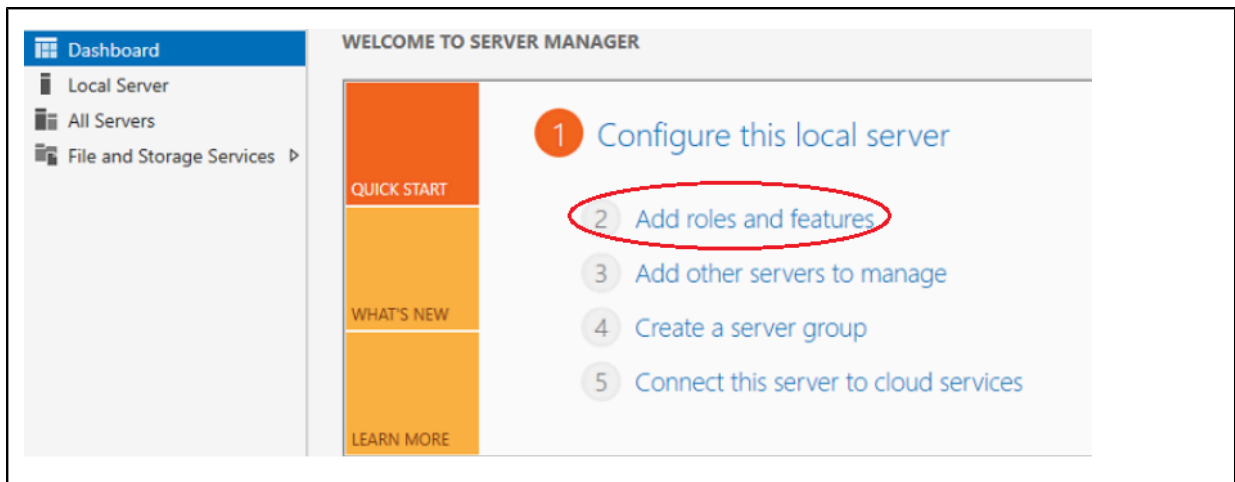 Dashboard
Local Server
All Servers
File and Storage Services
WELCOME TO SERVER MANAGER
QUICK START
WHAT'S NEW
LEARN MORE
1 Configure this local server
2 Add roles and features
3 Add other servers to manage
4 Create a server group
5 Connect this server to cloud services